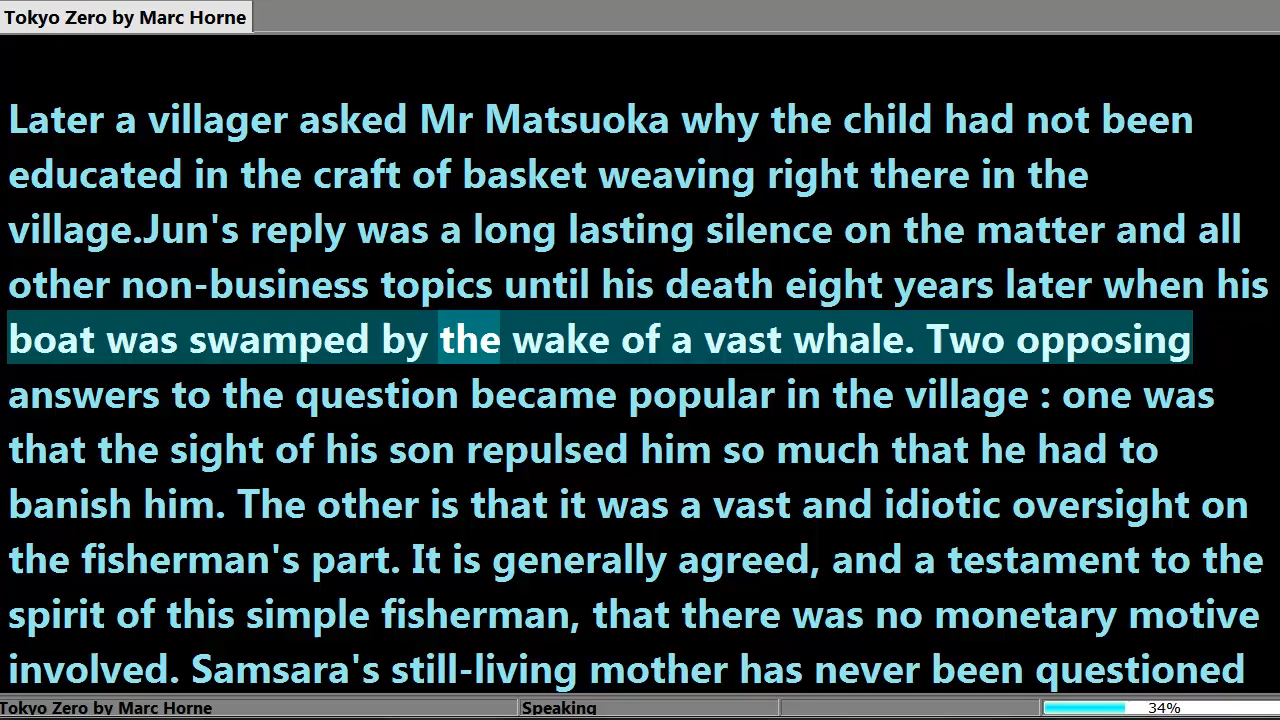 Tokyo Zero by Marc Horne
Later a villager asked Mr Matsuoka why the child had not been
educated in the craft of basket weaving right there in the
village.Jun's reply was a long lasting silence on the matter and all
other non-business topics until his death eight years later when his
boat was swamped by the wake of a vast whale. Two opposing
answers to the question became popular in the village : one was
that the sight of his son repulsed him so much that he had to
banish him. The other is that it was a vast and idiotic oversight on
the fisherman's part. It is generally agreed, and a testament to the
spirit of this simple fisherman, that there was no monetary motive
involved. Samsara's still-living mother has never been questioned
Tokyo Zero by Marc Horne
Speaking
34%